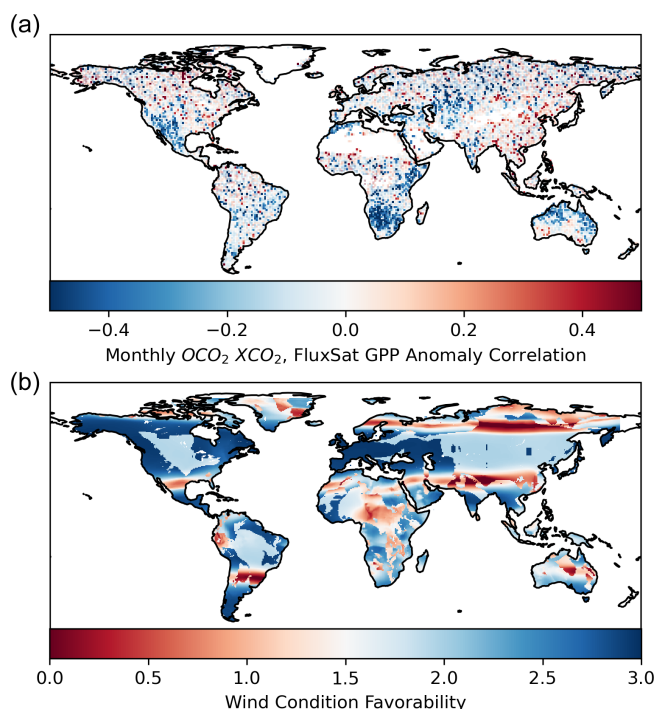 (a)
−0.4 −0.2 0.0 0.2 0.4
Monthly OCO₂ XCO₂, FluxSat GPP Anomaly Correlation
(b)
0.0 0.5 1.0 1.5 2.0 2.5 3.0
Wind Condition Favorability